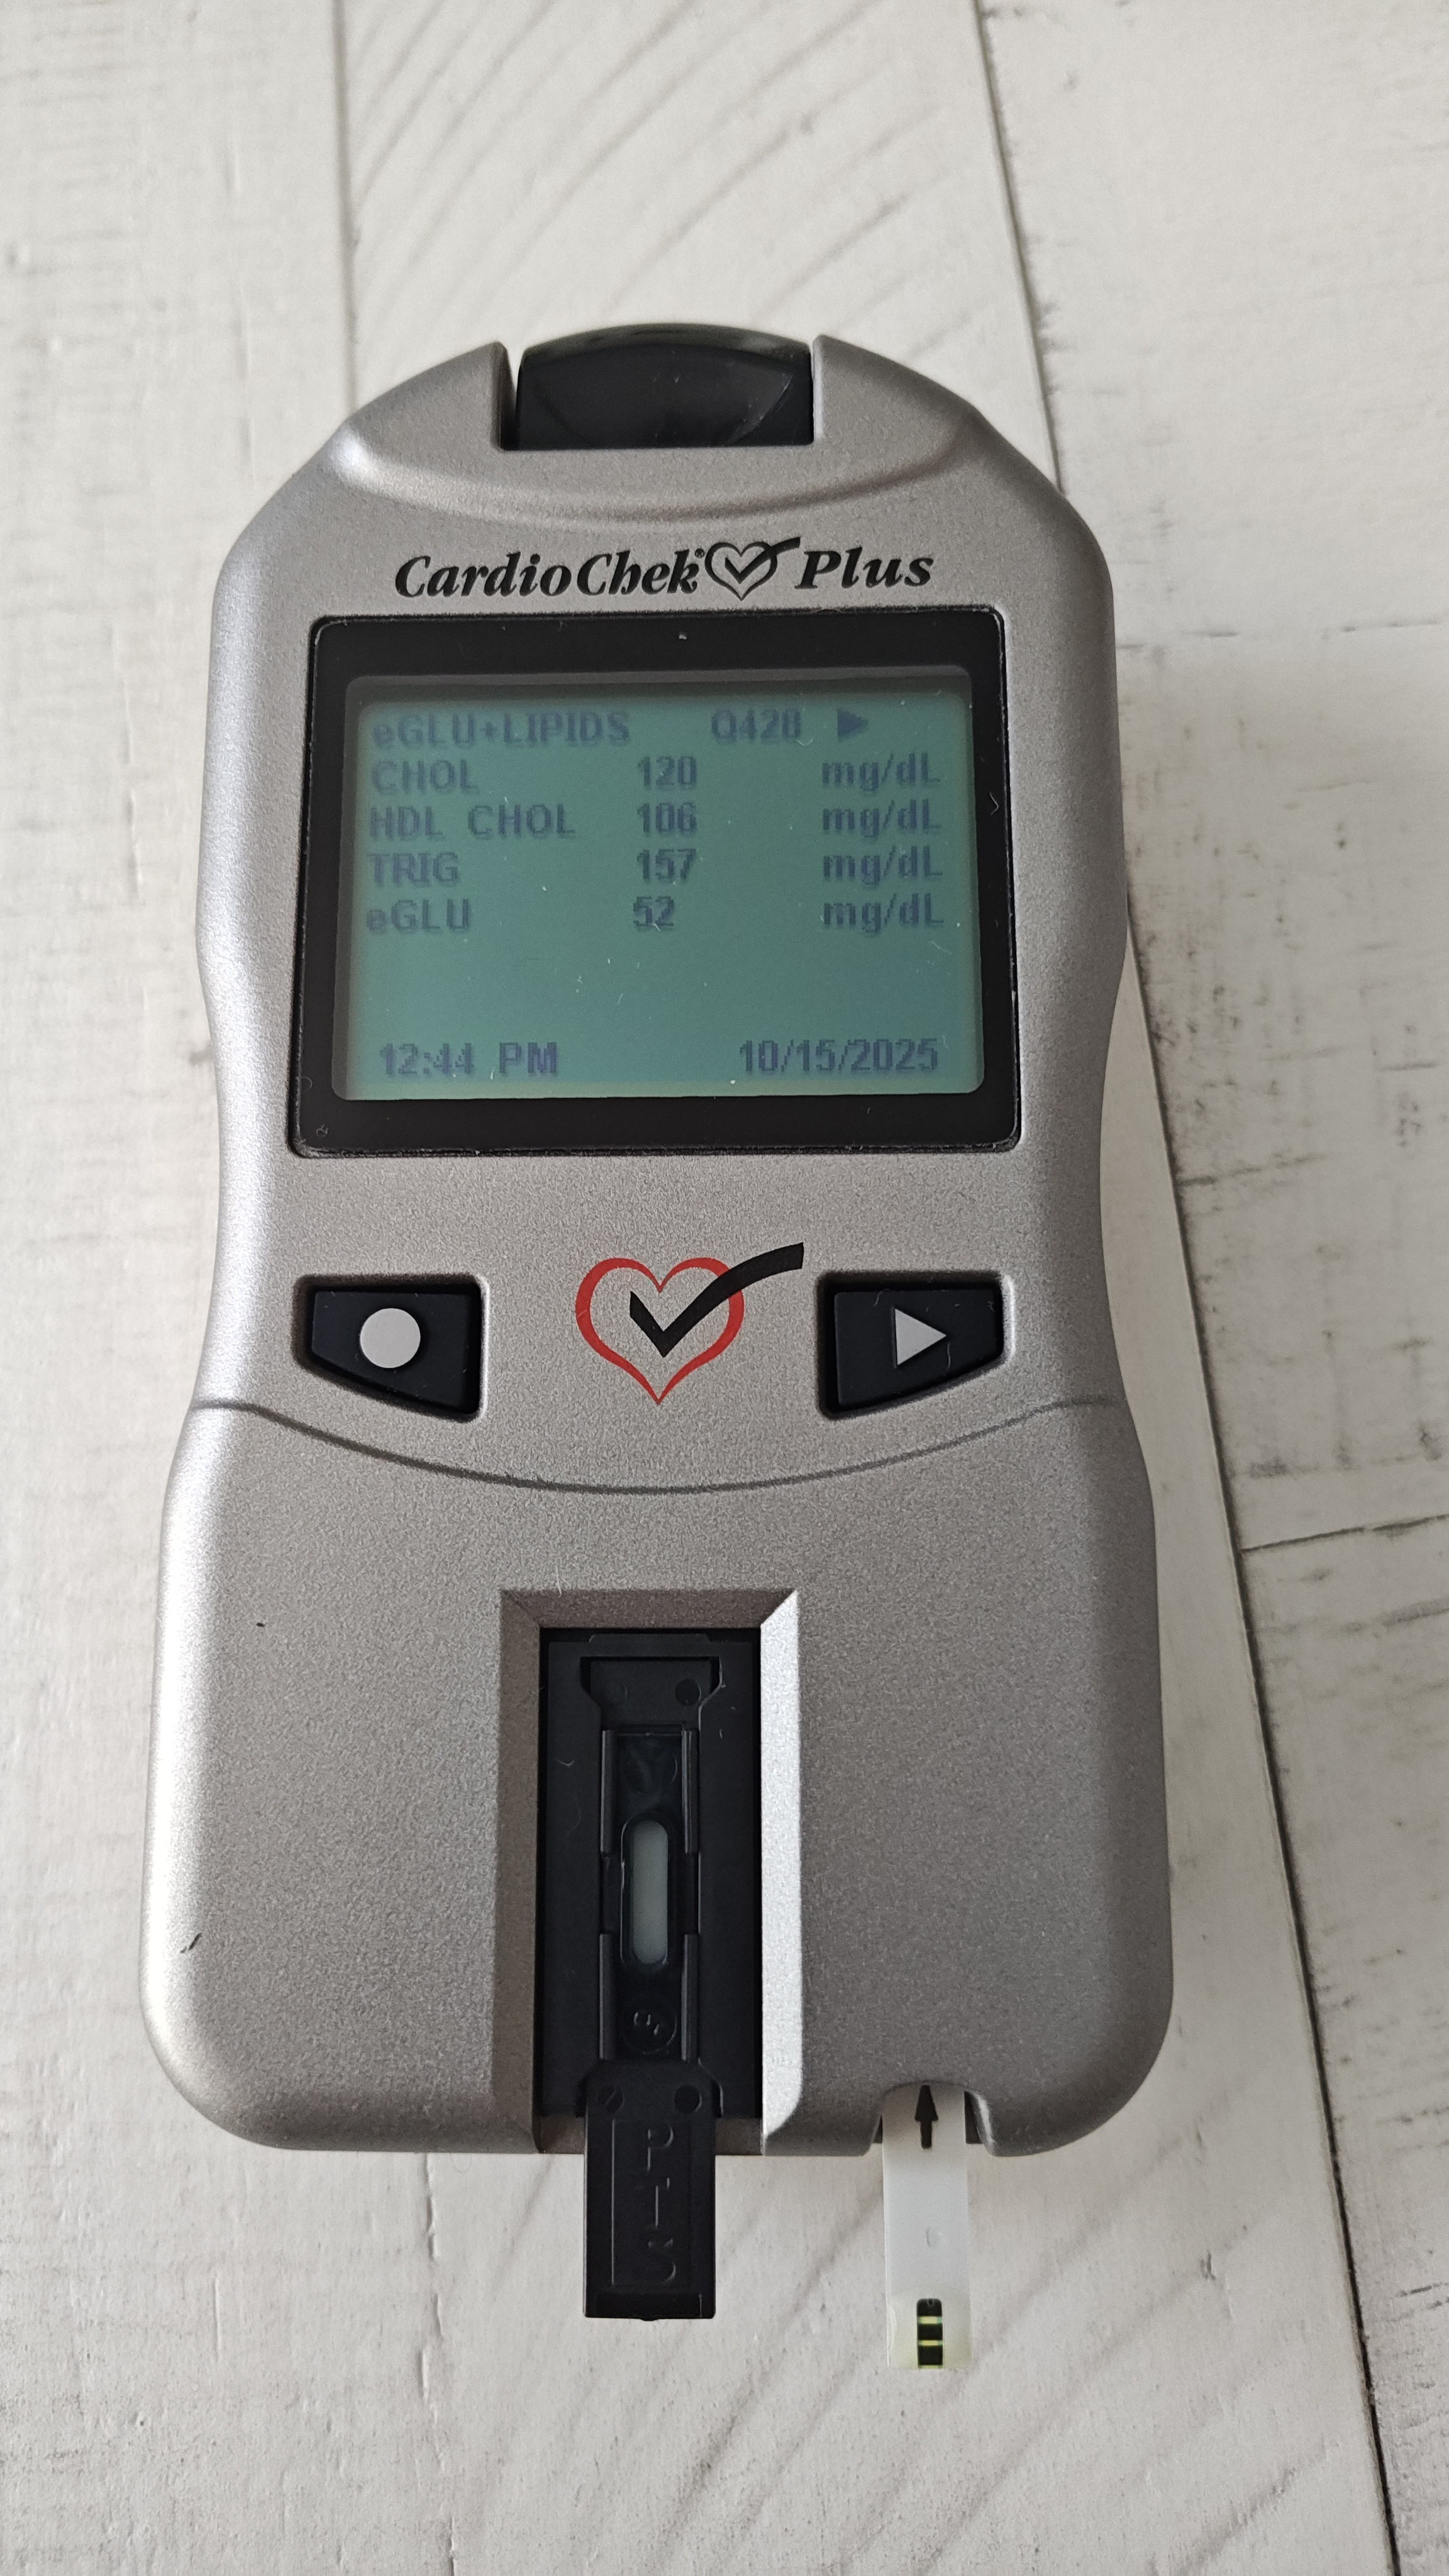 CardioChek® Plus
eGLU+LIPIDS Q428
CHOL 120 mg/dL
HDL CHOL 106 mg/dL
TRIG 157 mg/dL
eGLU 52 mg/dL
12:44 PM 10/15/2025
PTS